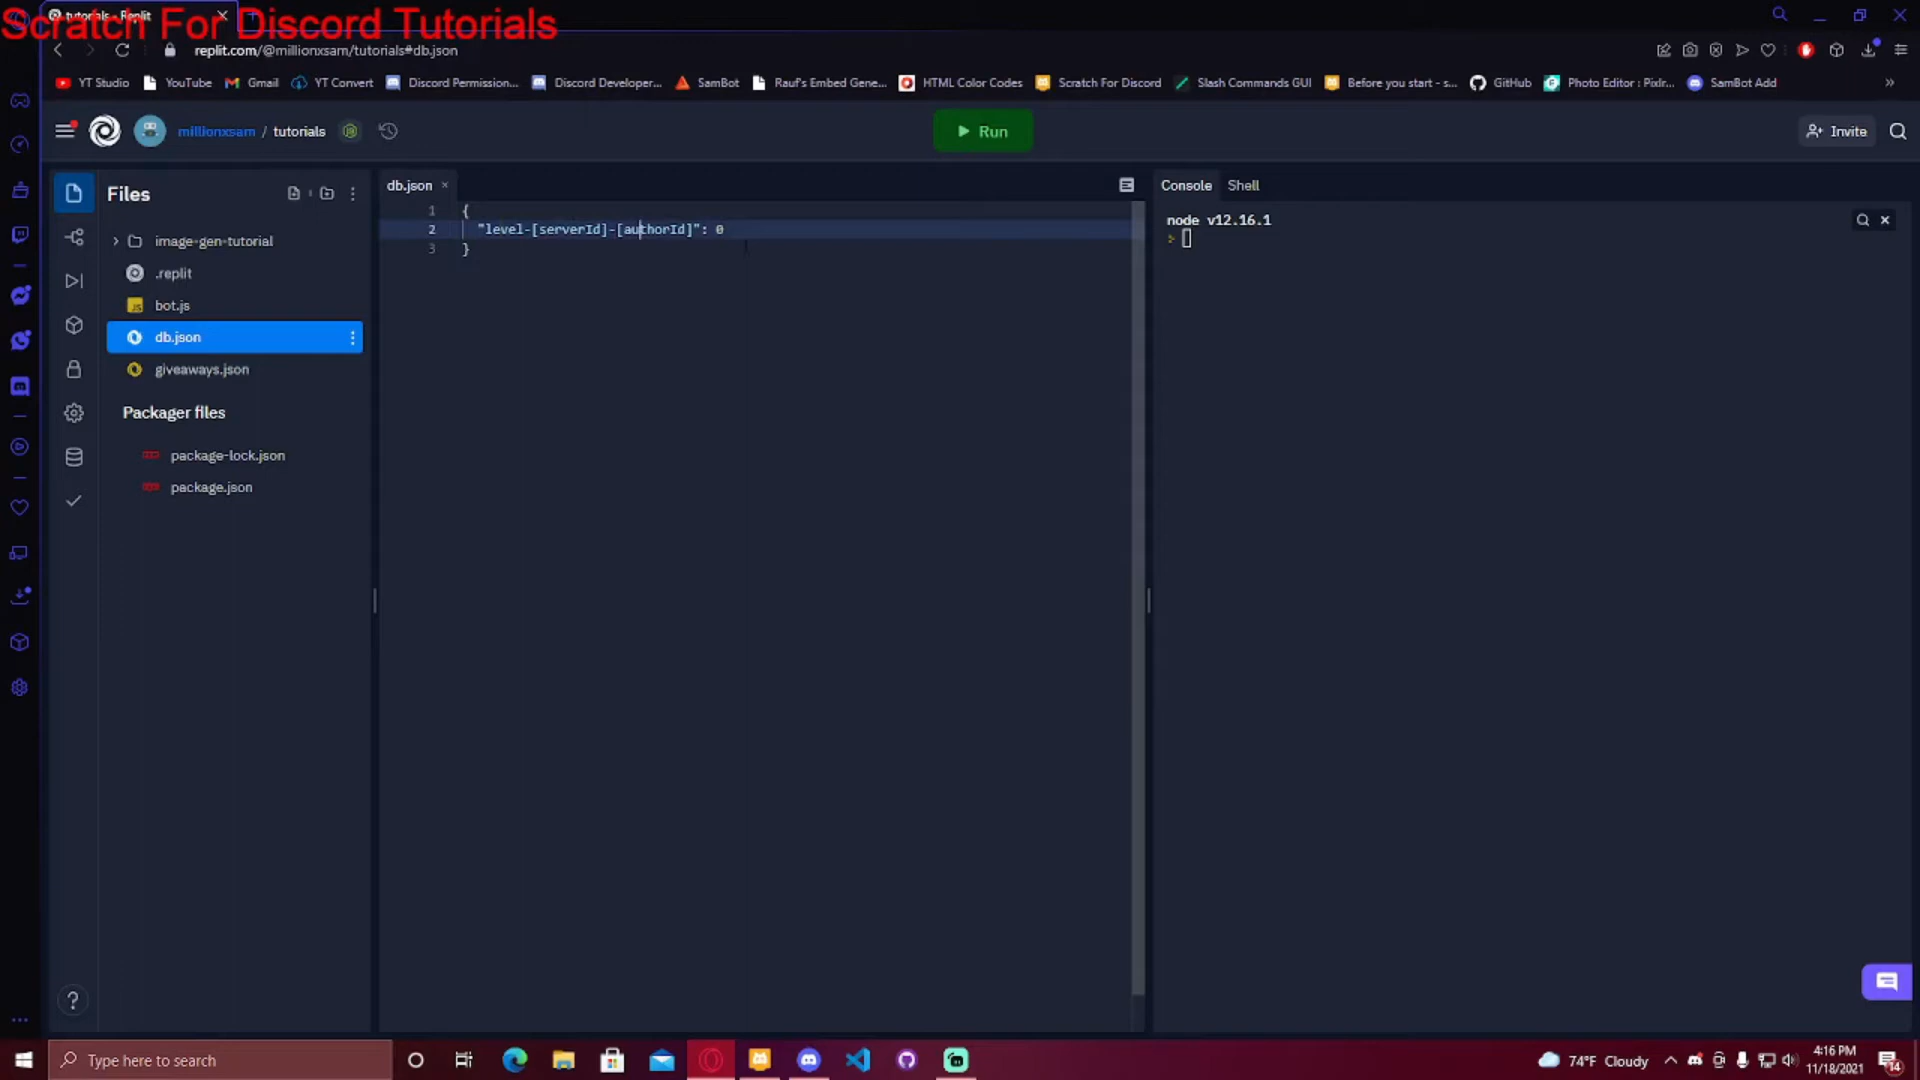 tutorials - Replit
Scratch For Discord Tutorials
replit.com/@millionxsam/tutorials#db.json
YT Studio YouTube Gmail YT Convert Discord Permission... Discord Developer... SamBot Rauf's Embed Gene... HTML Color Codes Scratch For Discord Slash Commands GUI Before you start - s... GitHub Photo Editor : Pixlr... SamBot Add »
millionxsam / tutorials
Run
Invite
Files
image-gen-tutorial
.replit
bot.js
db.json
giveaways.json
Packager files
package-lock.json
package.json
db.json ×
1 {
2 "level-[serverId]-[authorId]": 0
3 }
Console Shell
node v12.16.1
>
?
Type here to search
74°F Cloudy
4:16 PM
11/18/2021
14